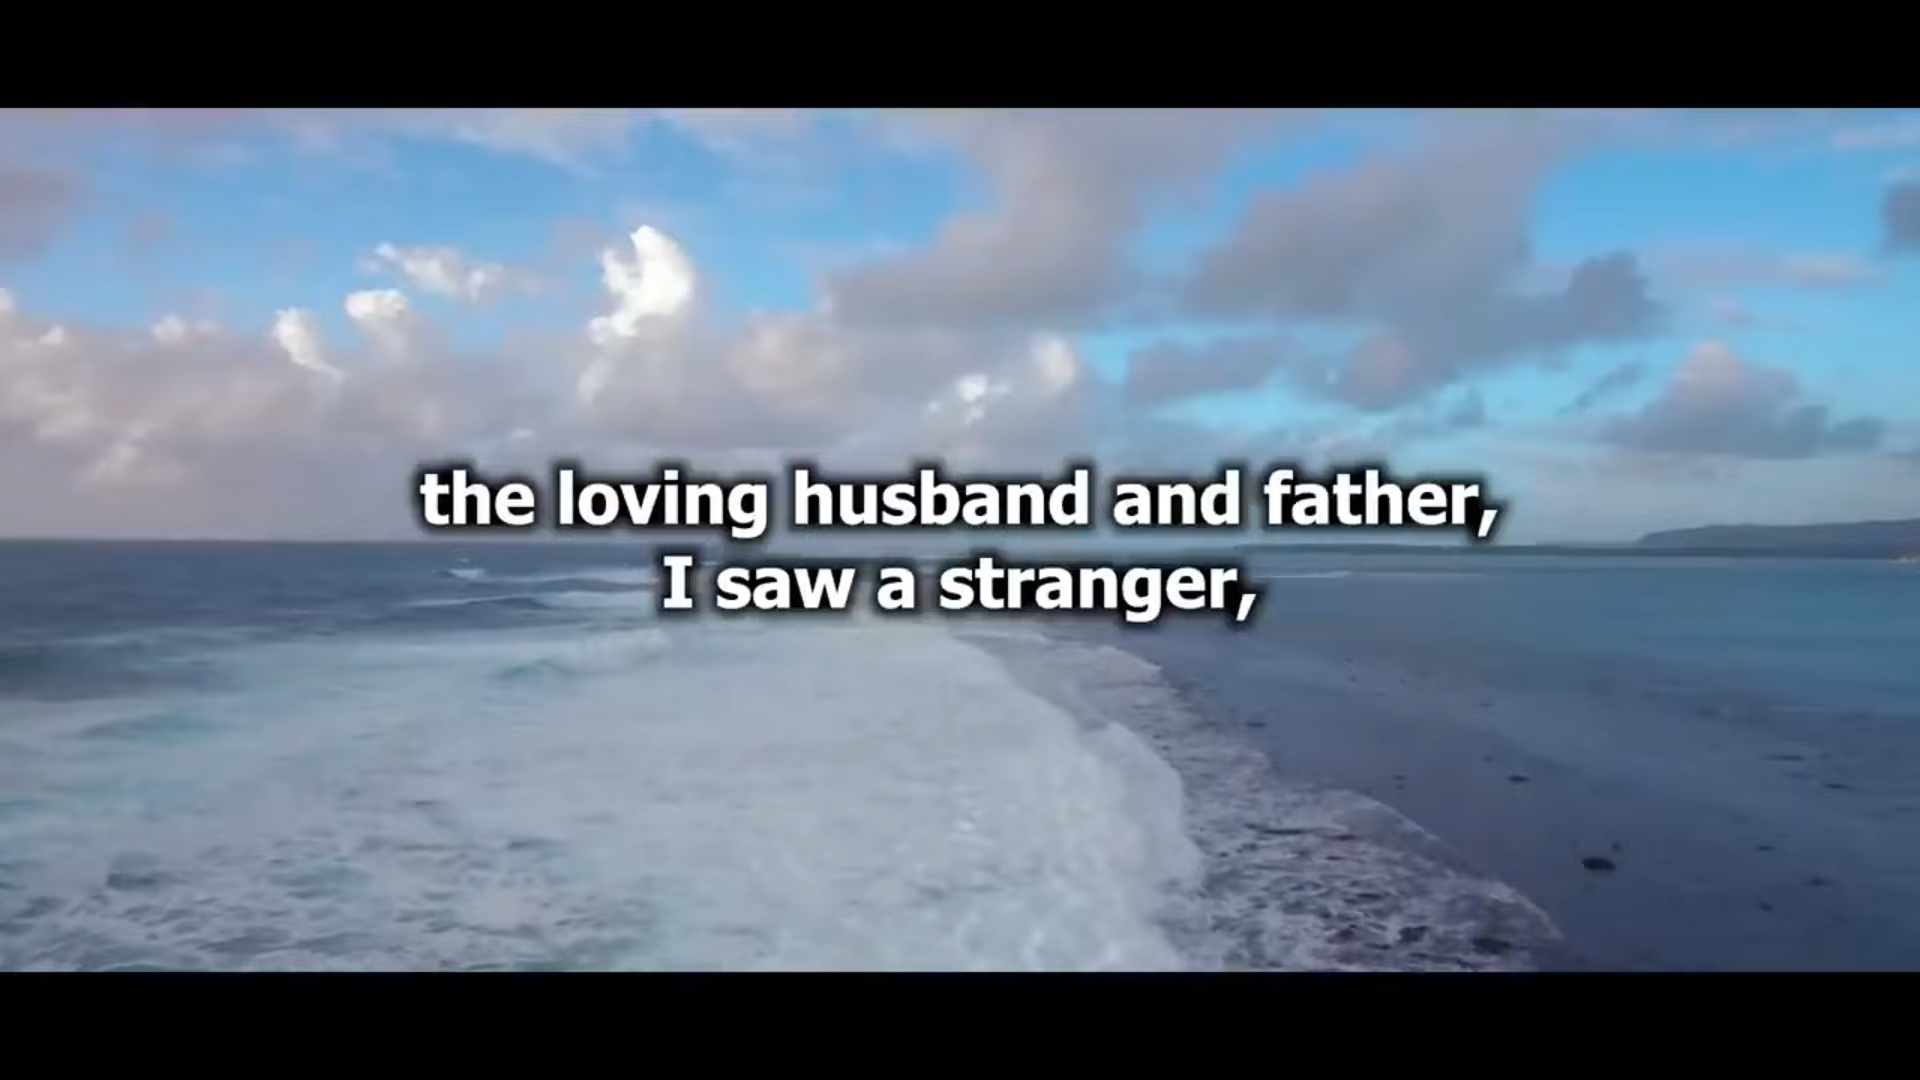 the loving husband and father,
I saw a stranger,